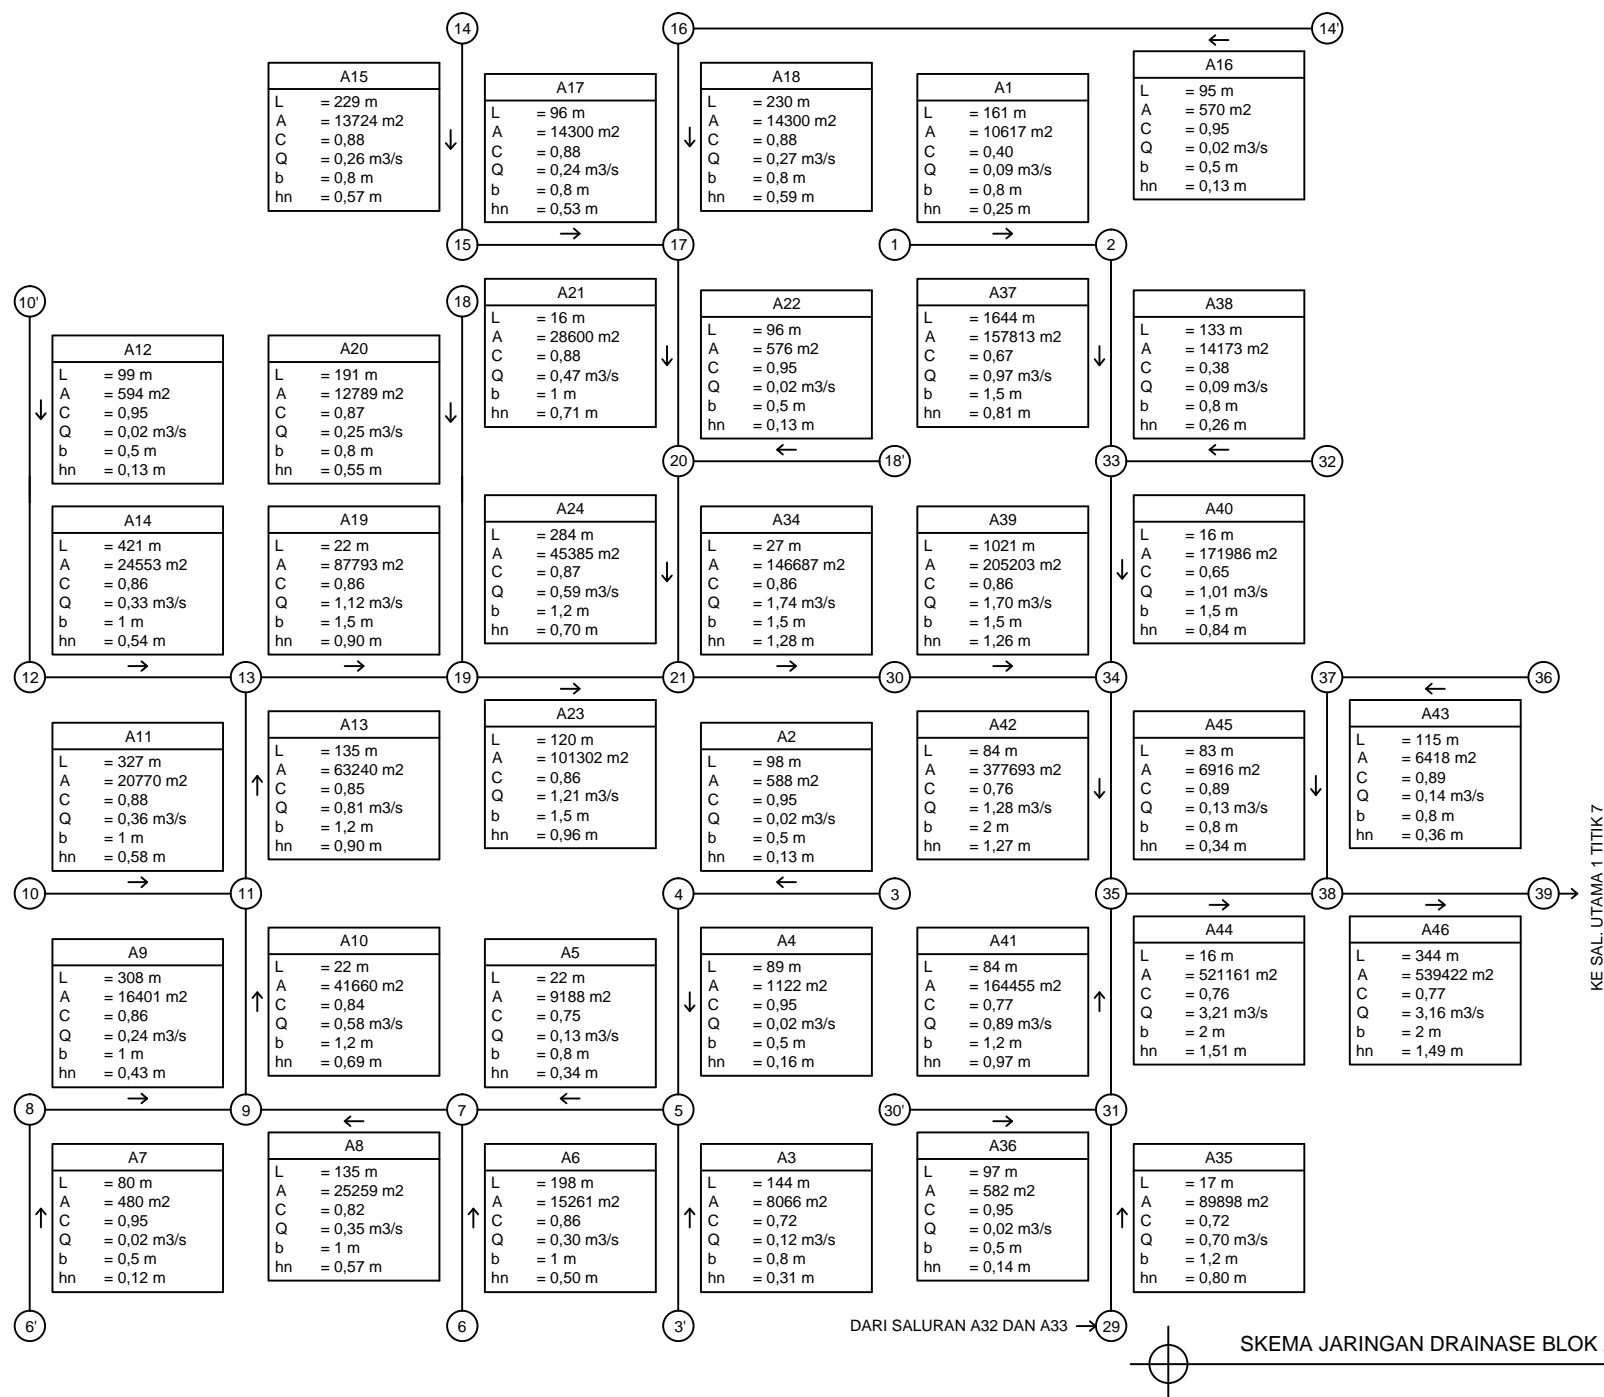 14
16
14'
A15
L = 229 m
A = 13724 m2
C = 0,88
Q = 0,26 m3/s
b = 0,8 m
hn = 0,57 m
A17
L = 96 m
A = 14300 m2
C = 0,88
Q = 0,24 m3/s
b = 0,8 m
hn = 0,53 m
A18
L = 230 m
A = 14300 m2
C = 0,88
Q = 0,27 m3/s
b = 0,8 m
hn = 0,59 m
A1
L = 161 m
A = 10617 m2
C = 0,40
Q = 0,09 m3/s
b = 0,8 m
hn = 0,25 m
A16
L = 95 m
A = 570 m2
C = 0,95
Q = 0,02 m3/s
b = 0,5 m
hn = 0,13 m
15
17
1
2
10'
18
A12
L = 99 m
A = 594 m2
C = 0,95
Q = 0,02 m3/s
b = 0,5 m
hn = 0,13 m
A20
L = 191 m
A = 12789 m2
C = 0,87
Q = 0,25 m3/s
b = 0,8 m
hn = 0,55 m
A21
L = 16 m
A = 28600 m2
C = 0,88
Q = 0,47 m3/s
b = 1 m
hn = 0,71 m
A22
L = 96 m
A = 576 m2
C = 0,95
Q = 0,02 m3/s
b = 0,5 m
hn = 0,13 m
A37
L = 1644 m
A = 157813 m2
C = 0,67
Q = 0,97 m3/s
b = 1,5 m
hn = 0,81 m
A38
L = 133 m
A = 14173 m2
C = 0,38
Q = 0,09 m3/s
b = 0,8 m
hn = 0,26 m
20
18'
33
32
A14
L = 421 m
A = 24553 m2
C = 0,86
Q = 0,33 m3/s
b = 1 m
hn = 0,54 m
A19
L = 22 m
A = 87793 m2
C = 0,86
Q = 1,12 m3/s
b = 1,5 m
hn = 0,90 m
A24
L = 284 m
A = 45385 m2
C = 0,87
Q = 0,59 m3/s
b = 1,2 m
hn = 0,70 m
A34
L = 27 m
A = 146687 m2
C = 0,86
Q = 1,74 m3/s
b = 1,5 m
hn = 1,28 m
A39
L = 1021 m
A = 205203 m2
C = 0,86
Q = 1,70 m3/s
b = 1,5 m
hn = 1,26 m
A40
L = 16 m
A = 171986 m2
C = 0,65
Q = 1,01 m3/s
b = 1,5 m
hn = 0,84 m
12
13
19
21
30
34
37
36
A11
L = 327 m
A = 20770 m2
C = 0,88
Q = 0,36 m3/s
b = 1 m
hn = 0,58 m
A13
L = 135 m
A = 63240 m2
C = 0,85
Q = 0,81 m3/s
b = 1,2 m
hn = 0,90 m
A23
L = 120 m
A = 101302 m2
C = 0,86
Q = 1,21 m3/s
b = 1,5 m
hn = 0,96 m
A2
L = 98 m
A = 588 m2
C = 0,95
Q = 0,02 m3/s
b = 0,5 m
hn = 0,13 m
A42
L = 84 m
A = 377693 m2
C = 0,76
Q = 1,28 m3/s
b = 2 m
hn = 1,27 m
A45
L = 83 m
A = 6916 m2
C = 0,89
Q = 0,13 m3/s
b = 0,8 m
hn = 0,34 m
A43
L = 115 m
A = 6418 m2
C = 0,89
Q = 0,14 m3/s
b = 0,8 m
hn = 0,36 m
10
11
4
3
35
38
39
KE SAL. UTAMA 1 TITIK 7
A9
L = 308 m
A = 16401 m2
C = 0,86
Q = 0,24 m3/s
b = 1 m
hn = 0,43 m
A10
L = 22 m
A = 41660 m2
C = 0,84
Q = 0,58 m3/s
b = 1,2 m
hn = 0,69 m
A5
L = 22 m
A = 9188 m2
C = 0,75
Q = 0,13 m3/s
b = 0,8 m
hn = 0,34 m
A4
L = 89 m
A = 1122 m2
C = 0,95
Q = 0,02 m3/s
b = 0,5 m
hn = 0,16 m
A41
L = 84 m
A = 164455 m2
C = 0,77
Q = 0,89 m3/s
b = 1,2 m
hn = 0,97 m
A44
L = 16 m
A = 521161 m2
C = 0,76
Q = 3,21 m3/s
b = 2 m
hn = 1,51 m
A46
L = 344 m
A = 539422 m2
C = 0,77
Q = 3,16 m3/s
b = 2 m
hn = 1,49 m
8
9
7
5
30'
31
A7
L = 80 m
A = 480 m2
C = 0,95
Q = 0,02 m3/s
b = 0,5 m
hn = 0,12 m
A8
L = 135 m
A = 25259 m2
C = 0,82
Q = 0,35 m3/s
b = 1 m
hn = 0,57 m
A6
L = 198 m
A = 15261 m2
C = 0,86
Q = 0,30 m3/s
b = 1 m
hn = 0,50 m
A3
L = 144 m
A = 8066 m2
C = 0,72
Q = 0,12 m3/s
b = 0,8 m
hn = 0,31 m
A36
L = 97 m
A = 582 m2
C = 0,95
Q = 0,02 m3/s
b = 0,5 m
hn = 0,14 m
A35
L = 17 m
A = 89898 m2
C = 0,72
Q = 0,70 m3/s
b = 1,2 m
hn = 0,80 m
6'
6
3'
DARI SALURAN A32 DAN A33
29
SKEMA JARINGAN DRAINASE BLOK